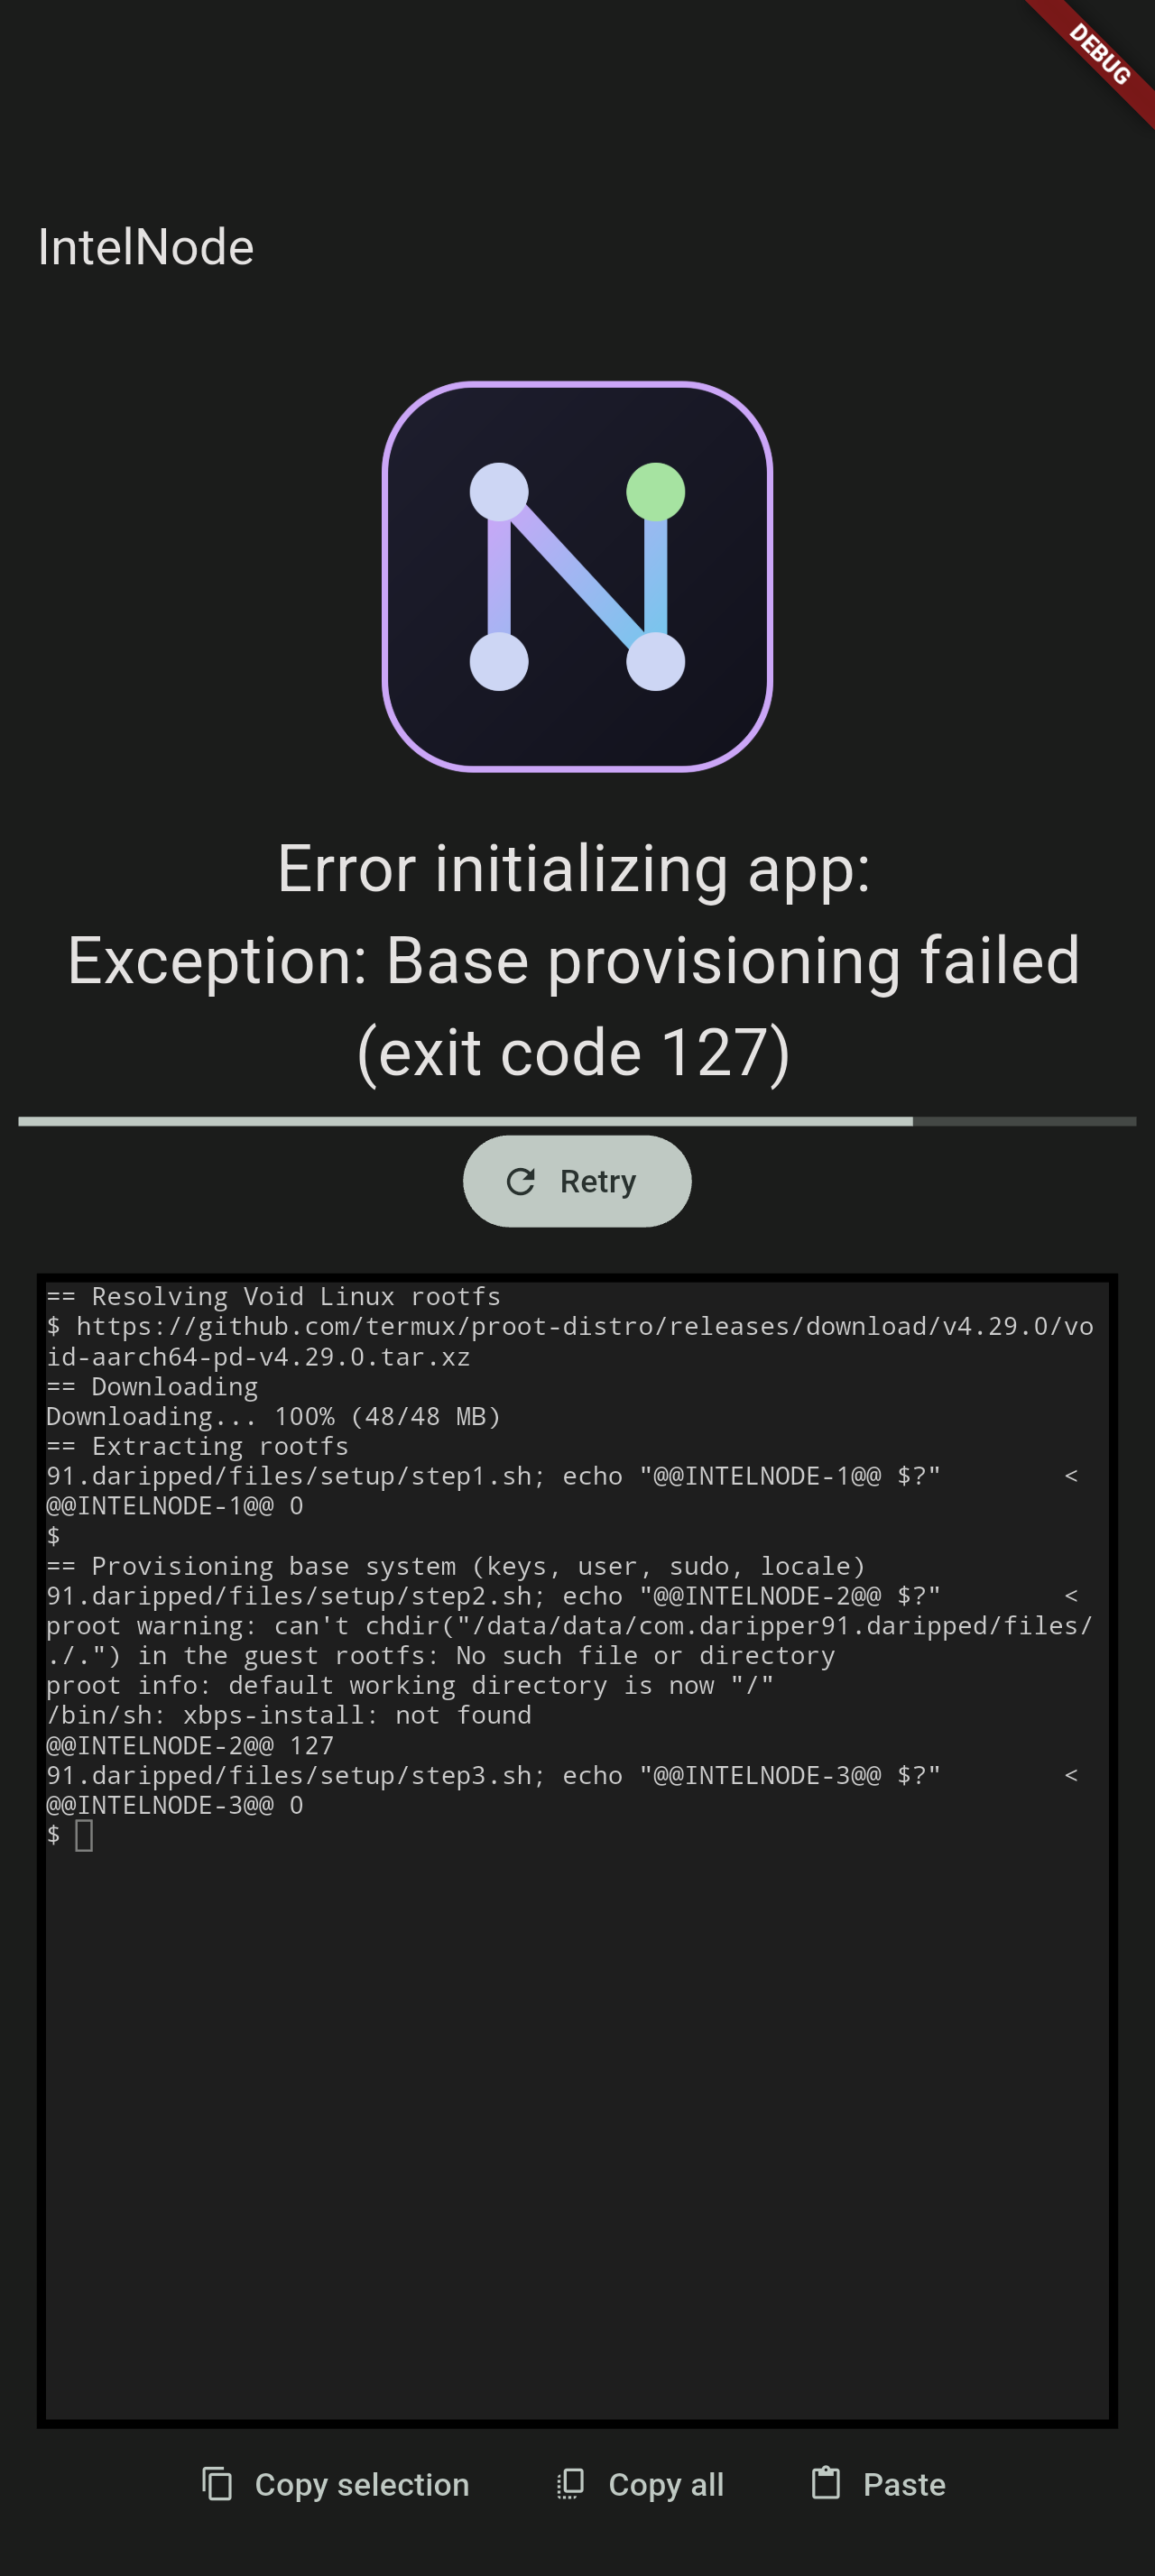 DEBUG
IntelNode
Error initializing app:
Exception: Base provisioning failed
(exit code 127)
Retry
== Resolving Void Linux rootfs
$ https://github.com/termux/proot-distro/releases/download/v4.29.0/vo
id-aarch64-pd-v4.29.0.tar.xz
== Downloading
Downloading... 100% (48/48 MB)
== Extracting rootfs
91.daripped/files/setup/step1.sh; echo "@@INTELNODE-1@@ $?"        <
@@INTELNODE-1@@ 0
$
== Provisioning base system (keys, user, sudo, locale)
91.daripped/files/setup/step2.sh; echo "@@INTELNODE-2@@ $?"        <
proot warning: can't chdir("/data/data/com.daripper91.daripped/files/
./.") in the guest rootfs: No such file or directory
proot info: default working directory is now "/"
/bin/sh: xbps-install: not found
@@INTELNODE-2@@ 127
91.daripped/files/setup/step3.sh; echo "@@INTELNODE-3@@ $?"        <
@@INTELNODE-3@@ 0
$
Copy selection
Copy all
Paste